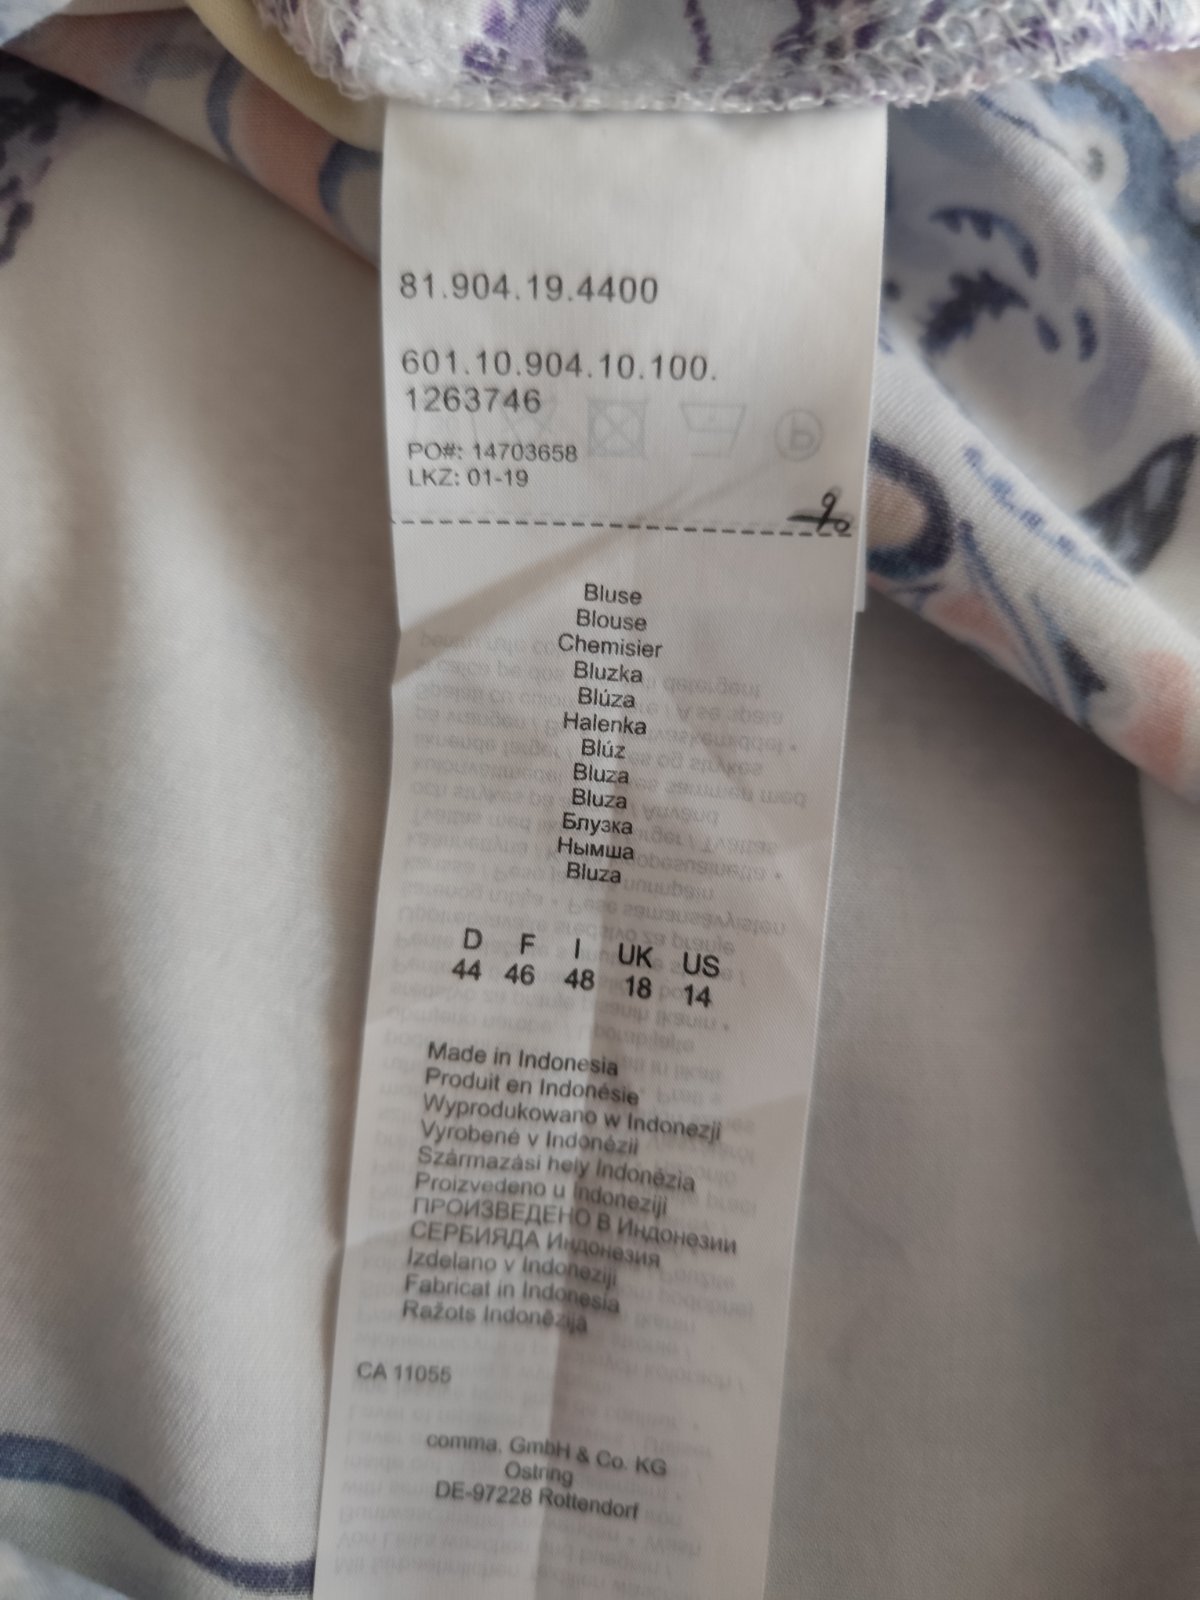 81.904.19.4400
601.10.904.10.100.
1263746
PO#: 14703658
LKZ: 01-19
Bluse
Blouse
Chemisier
Bluzka
Blúza
Halenka
Blúz
Bluza
Bluza
Блузка
Нымша
Bluza
D F I UK US
44 46 48 18 14
Made in Indonesia
Produit en Indonésie
Wyprodukowano w Indonezji
Vyrobené v Indonézii
Származási hely Indonézia
Proizvedeno u Indoneziji
ПРОИЗВЕДЕНО В Индонезии
СЕРБИЯДА Индонезия
Izdelano v Indoneziji
Fabricat in Indonesia
Ražots Indonēzijā
CA 11055
comma, GmbH & Co. KG
Ostring
DE-97228 Rottendorf